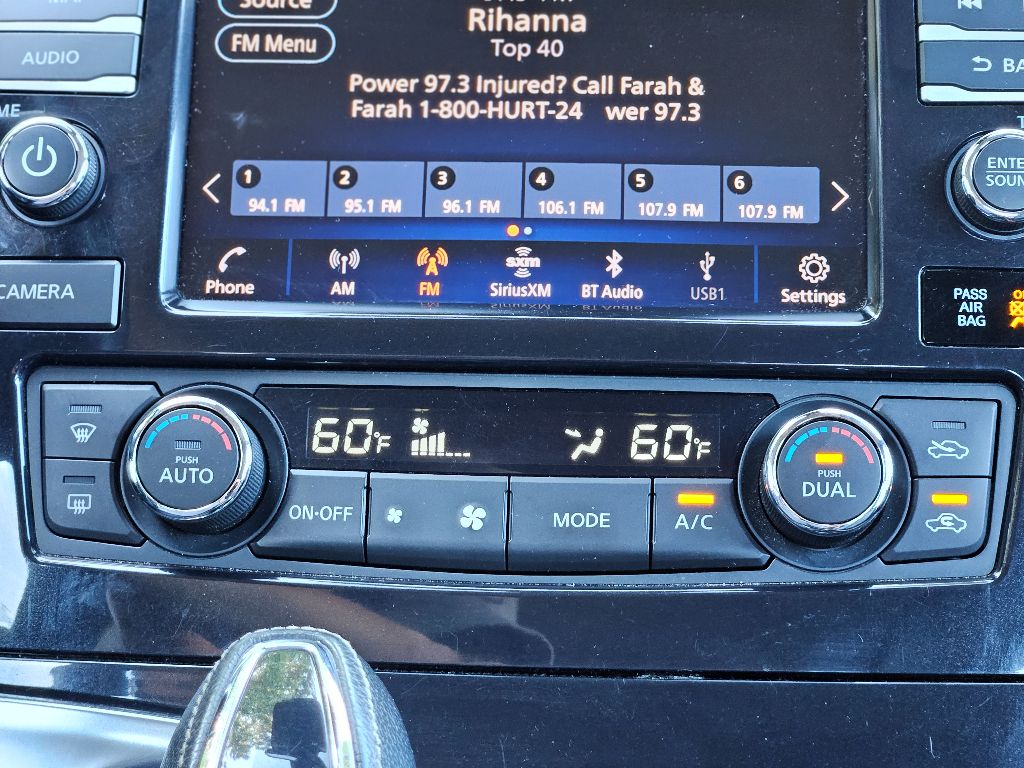 Source
FM Menu
Rihanna
Top 40
Power 97.3 Injured? Call Farah &
Farah 1-800-HURT-24 wer 97.3
AUDIO
1
94.1 FM
2
95.1 FM
3
96.1 FM
4
106.1 FM
5
107.9 FM
6
107.9 FM
Phone
AM
FM
sxm
SiriusXM
BT Audio
USB1
Settings
CAMERA
ENTE
SOUN
PASS
AIR
BAG
60°F
60°F
PUSH
AUTO
ON·OFF
MODE
A/C
PUSH
DUAL